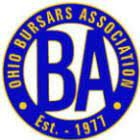 OHIO BURSARS ASSOCIATION
BA
• Est. - 1977 •